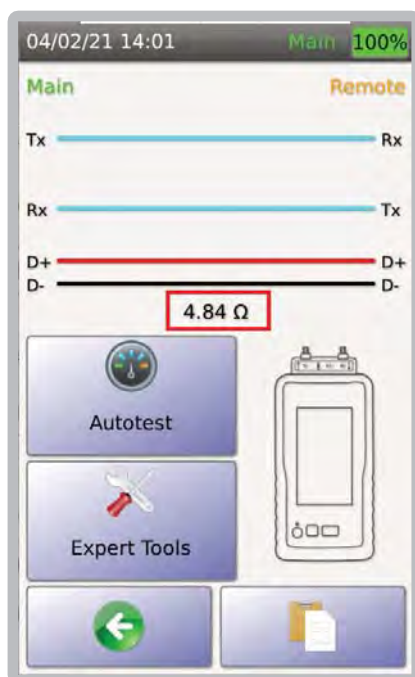 04/02/21 14:01 Main 100%
Main Remote
Tx Rx
Rx Tx
D+ D+
D- D-
4.84 Ω
Autotest
Expert Tools